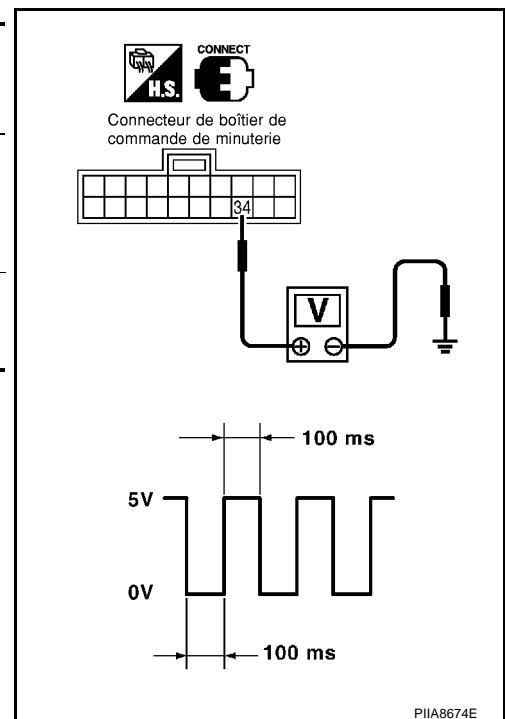 CONNECT
H.S.
Connecteur de boîtier de
commande de minuterie
34
V
+ −
100 ms
5V
0V
100 ms
PIIA8674E